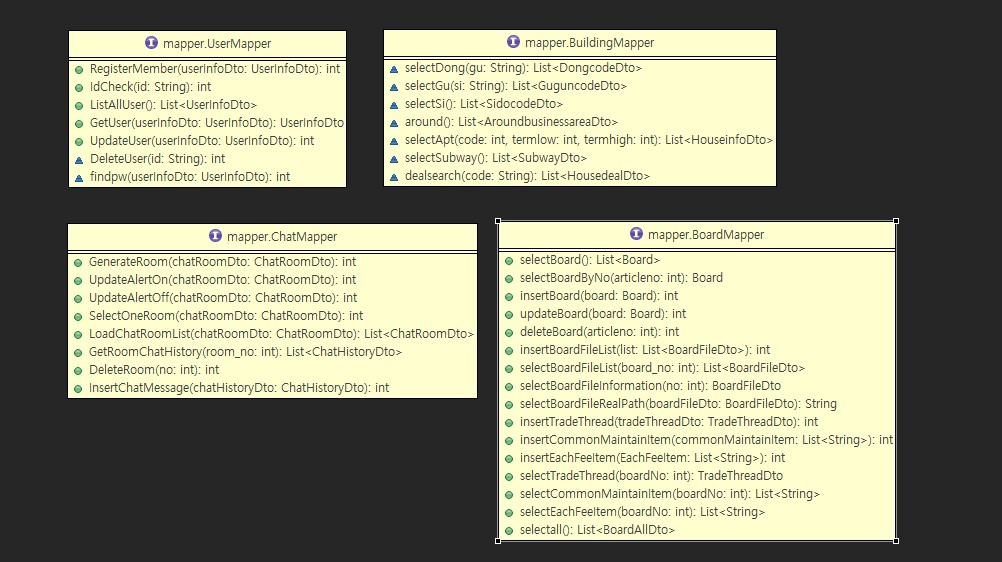 mapper.UserMapper
RegisterMember(userInfoDto: UserInfoDto): int
IdCheck(id: String): int
ListAllUser(): List<UserInfoDto>
GetUser(userInfoDto: UserInfoDto): UserInfoDto
UpdateUser(userInfoDto: UserInfoDto): int
DeleteUser(id: String): int
findpw(userInfoDto: UserInfoDto): int
mapper.BuildingMapper
selectDong(gu: String): List<DongcodeDto>
selectGu(si: String): List<GuguncodeDto>
selectSi(): List<SidocodeDto>
around(): List<AroundbusinessareaDto>
selectApt(code: int, termlow: int, termhigh: int): List<HouseinfoDto>
selectSubway(): List<SubwayDto>
dealsearch(code: String): List<HousedealDto>
mapper.ChatMapper
GenerateRoom(chatRoomDto: ChatRoomDto): int
UpdateAlertOn(chatRoomDto: ChatRoomDto): int
UpdateAlertOff(chatRoomDto: ChatRoomDto): int
SelectOneRoom(chatRoomDto: ChatRoomDto): int
LoadChatRoomList(chatRoomDto: ChatRoomDto): List<ChatRoomDto>
GetRoomChatHistory(room_no: int): List<ChatHistoryDto>
DeleteRoom(no: int): int
InsertChatMessage(chatHistoryDto: ChatHistoryDto): int
mapper.BoardMapper
selectBoard(): List<Board>
selectBoardByNo(articleno: int): Board
insertBoard(board: Board): int
updateBoard(board: Board): int
deleteBoard(articleno: int): int
insertBoardFileList(list: List<BoardFileDto>): int
selectBoardFileList(board_no: int): List<BoardFileDto>
selectBoardFileInformation(no: int): BoardFileDto
selectBoardFileRealPath(boardFileDto: BoardFileDto): String
insertTradeThread(tradeThreadDto: TradeThreadDto): int
insertCommonMaintainItem(commonMaintainItem: List<String>): int
insertEachFeeItem(EachFeeItem: List<String>): int
selectTradeThread(boardNo: int): TradeThreadDto
selectCommonMaintainItem(boardNo: int): List<String>
selectEachFeeItem(boardNo: int): List<String>
selectall(): List<BoardAllDto>